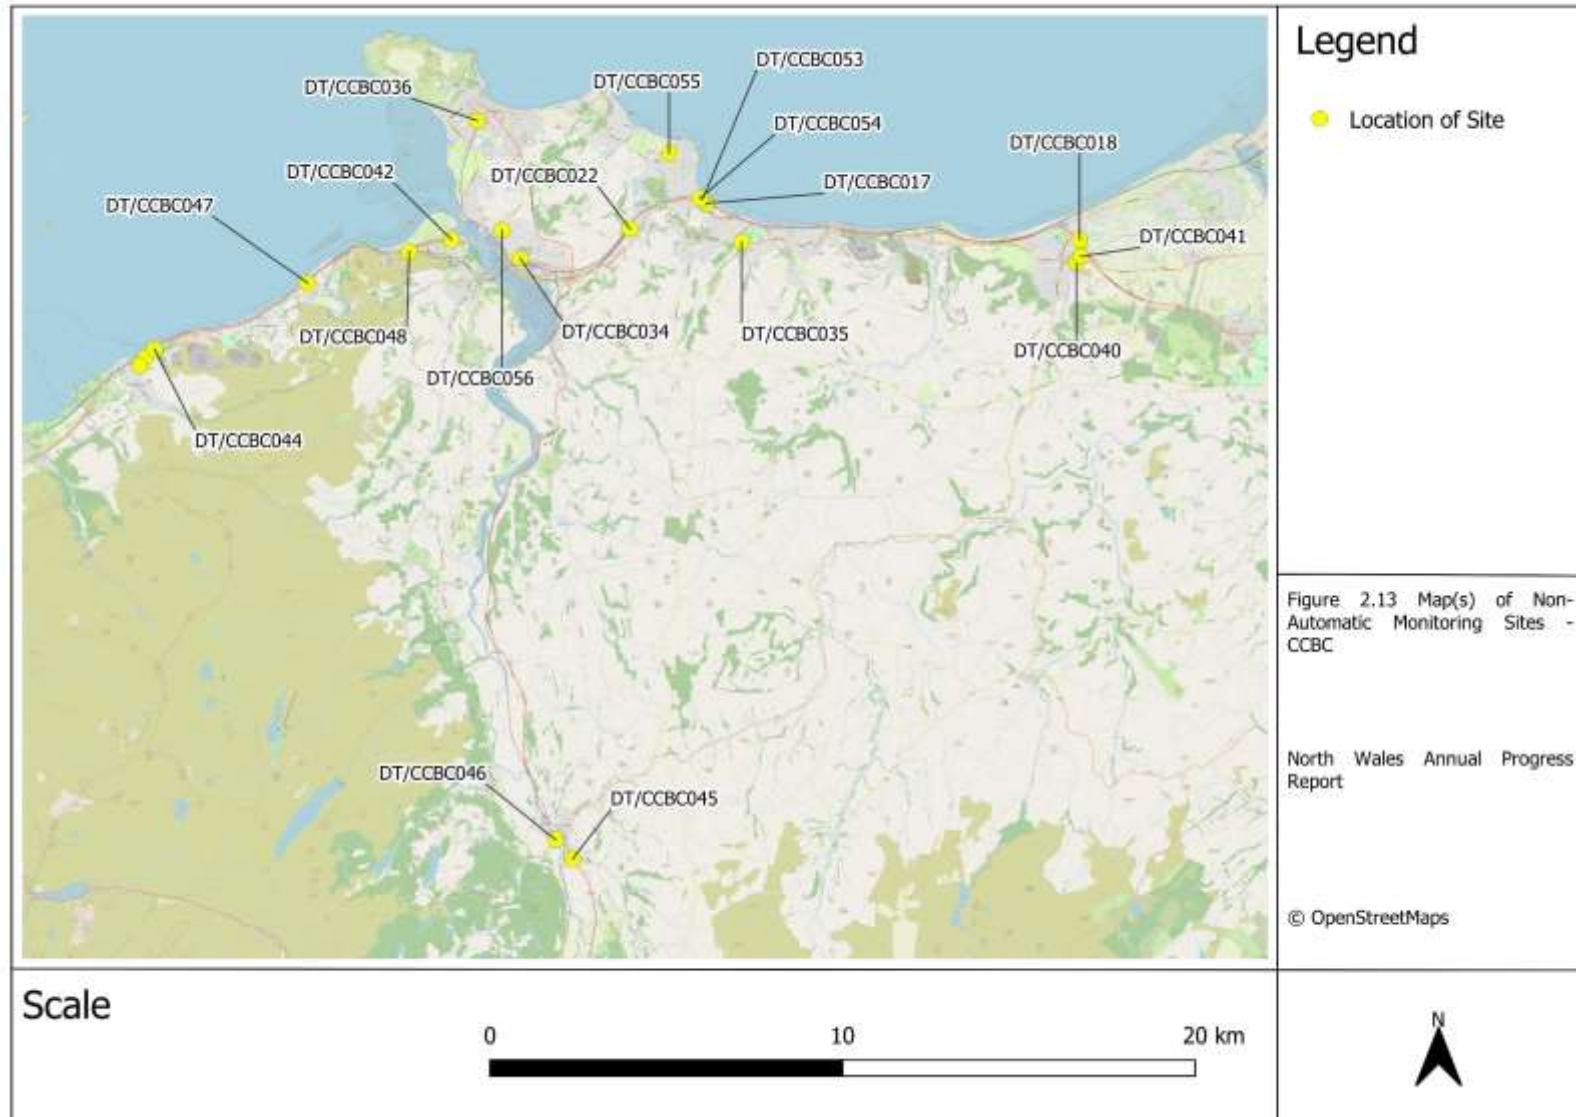 Legend
Location of Site
DT/CCBC053
DT/CCBC055
DT/CCBC036
DT/CCBC054
DT/CCBC018
DT/CCBC042
DT/CCBC022
DT/CCBC017
DT/CCBC047
DT/CCBC041
DT/CCBC048
DT/CCBC034
DT/CCBC035
DT/CCBC040
DT/CCBC056
DT/CCBC044
DT/CCBC046
DT/CCBC045
Figure 2.13 Map(s) of Non-
Automatic Monitoring Sites -
CCBC
North Wales Annual Progress
Report
© OpenStreetMaps
Scale
0 10 20 km
N